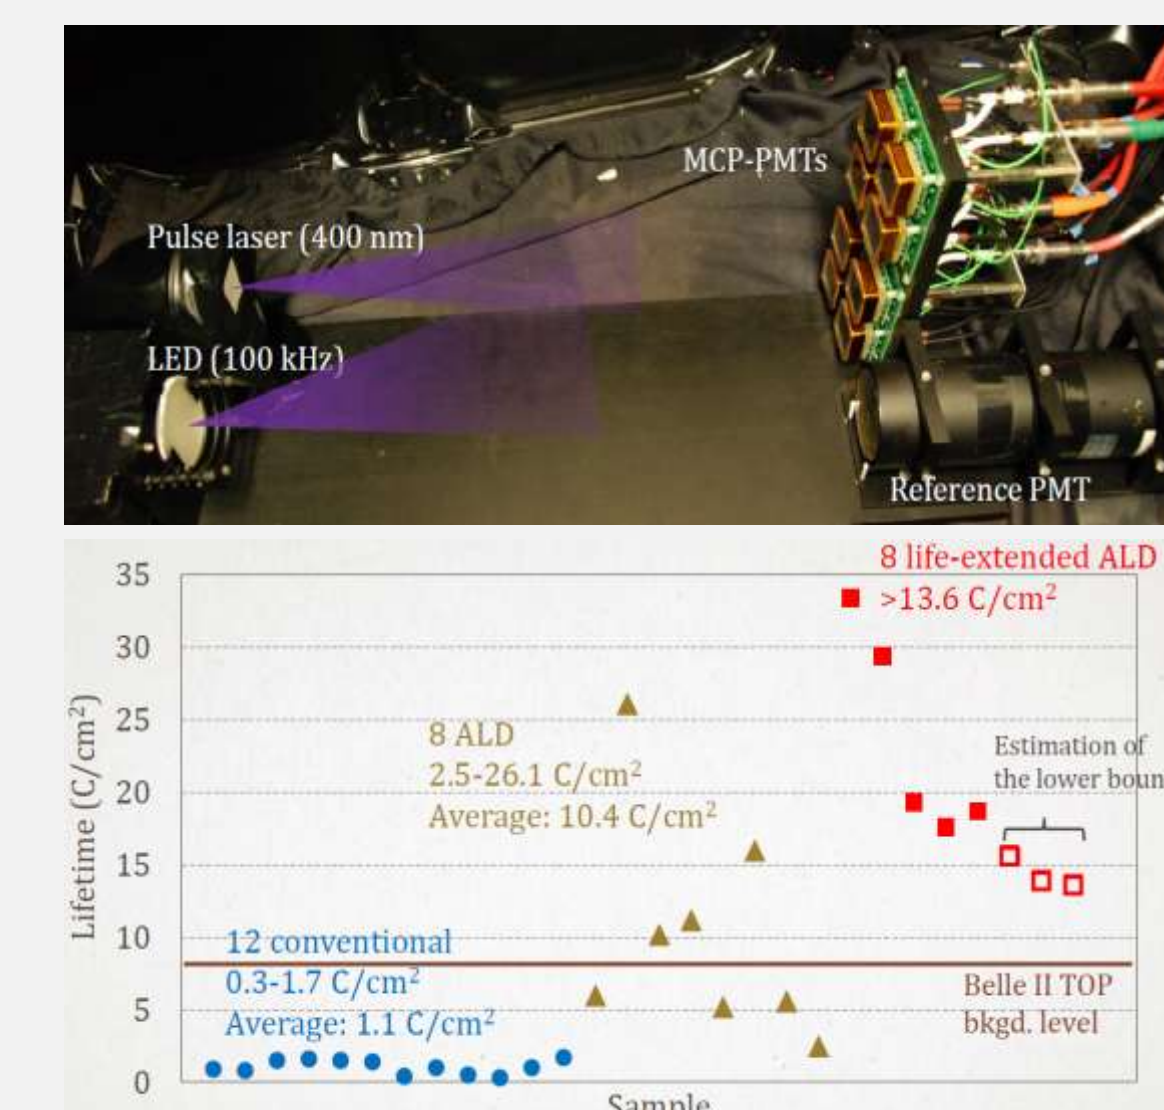 MCP-PMTs
Pulse laser (400 nm)
LED (100 kHz)
Reference PMT
8 life-extended ALD
>13.6 C/cm²
35
30
25
20
15
10
5
0
Lifetime (C/cm²)
8 ALD
2.5-26.1 C/cm²
Average: 10.4 C/cm²
Estimation of
the lower boun
12 conventional
0.3-1.7 C/cm²
Average: 1.1 C/cm²
Belle II TOP
bkgd. level
Sample